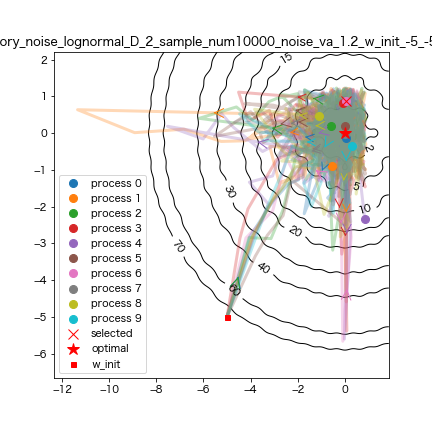 ory_noise_lognormal_D_2_sample_num10000_noise_va_1.2_w_init_-5_-5
2
1
0
−1
−2
−3
−4
−5
−6
−12
−10
−8
−6
−4
−2
0
15
2
5
10
20
30
40
60
70
process 0
process 1
process 2
process 3
process 4
process 5
process 6
process 7
process 8
process 9
selected
optimal
w_init